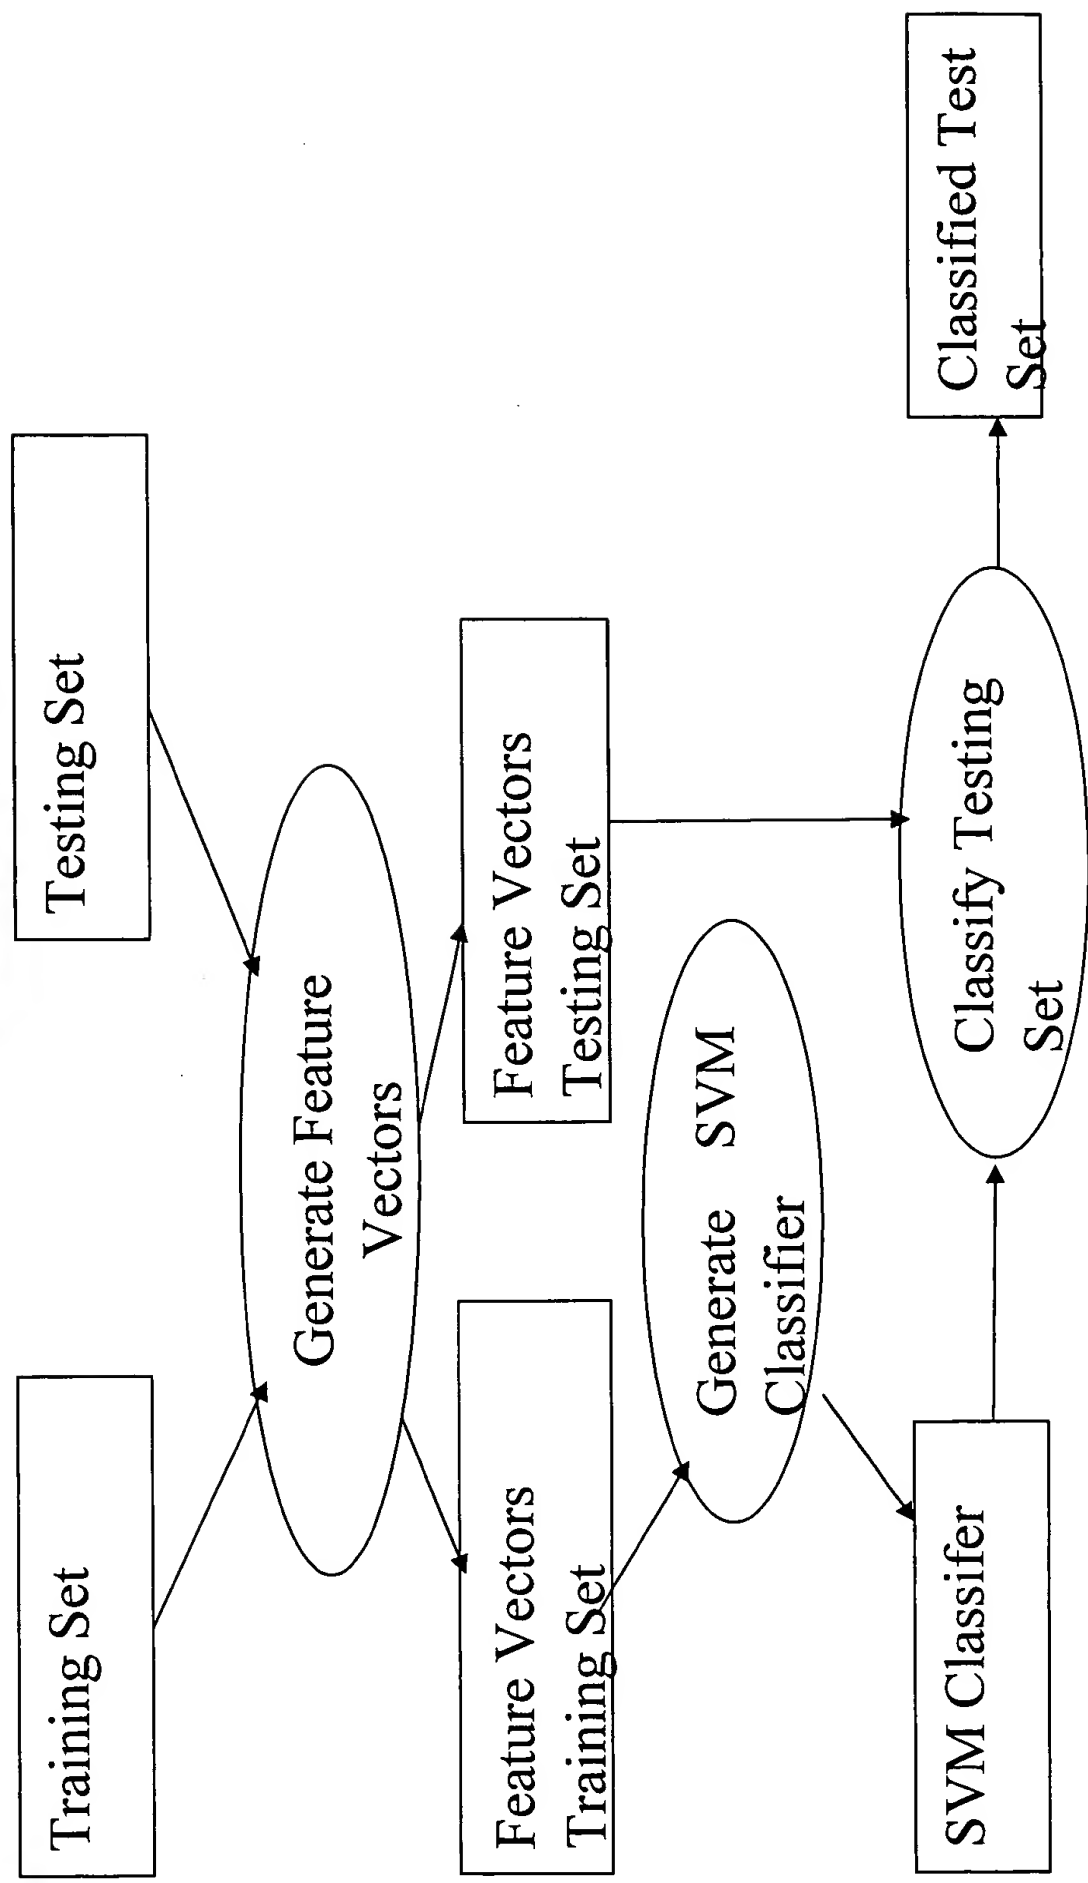 Training Set
Testing Set
Generate Feature
Vectors
Feature Vectors
Training Set
Feature Vectors
Testing Set
Generate SVM
Classifier
SVM Classifer
Classify Testing
Set
Classified Test
Set